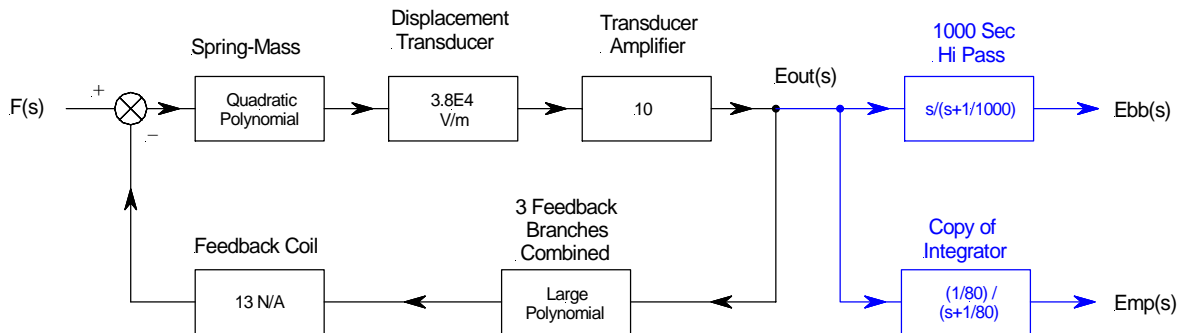 Displacement
Transducer
Transducer
Amplifier
1000 Sec
Hi Pass
Spring-Mass
Eout(s)
F(s)
+
−
Quadratic
Polynomial
3.8E4
V/m
10
s/(s+1/1000)
Ebb(s)
3 Feedback
Branches
Combined
Copy of
Integrator
Feedback Coil
13 N/A
Large
Polynomial
(1/80) /
(s+1/80)
Emp(s)